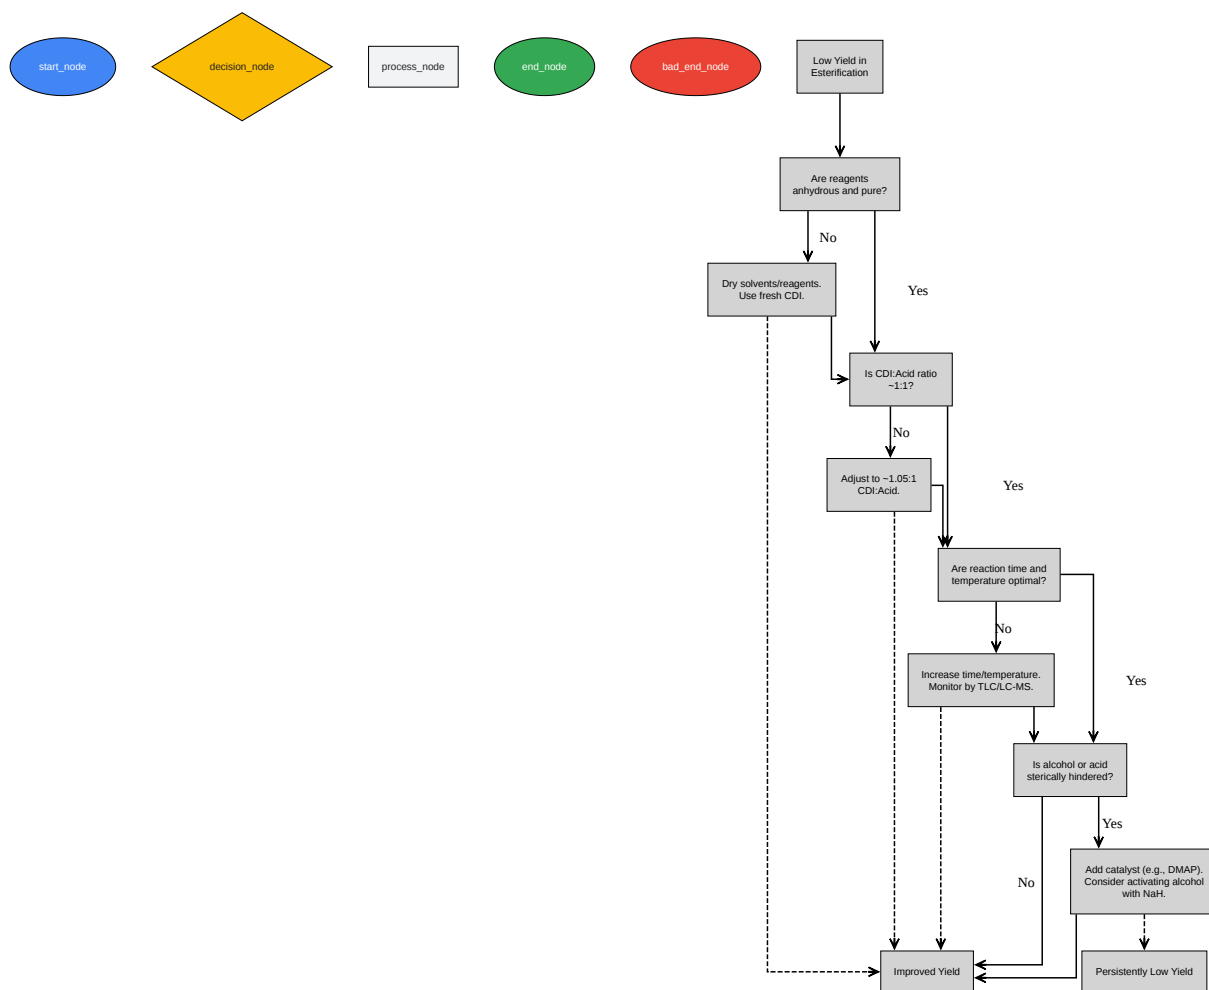 start_node
decision_node
process_node
end_node
bad_end_node
Low Yield in
Esterification
Are reagents
anhydrous and pure?
No
Dry solvents/reagents.
Use fresh CDI.
Yes
Is CDI:Acid ratio
~1:1?
No
Adjust to ~1.05:1
CDI:Acid.
Yes
Are reaction time and
temperature optimal?
No
Increase time/temperature.
Monitor by TLC/LC-MS.
Yes
Is alcohol or acid
sterically hindered?
Yes
Add catalyst (e.g., DMAP).
Consider activating alcohol
with NaH.
No
Improved Yield
Persistently Low Yield